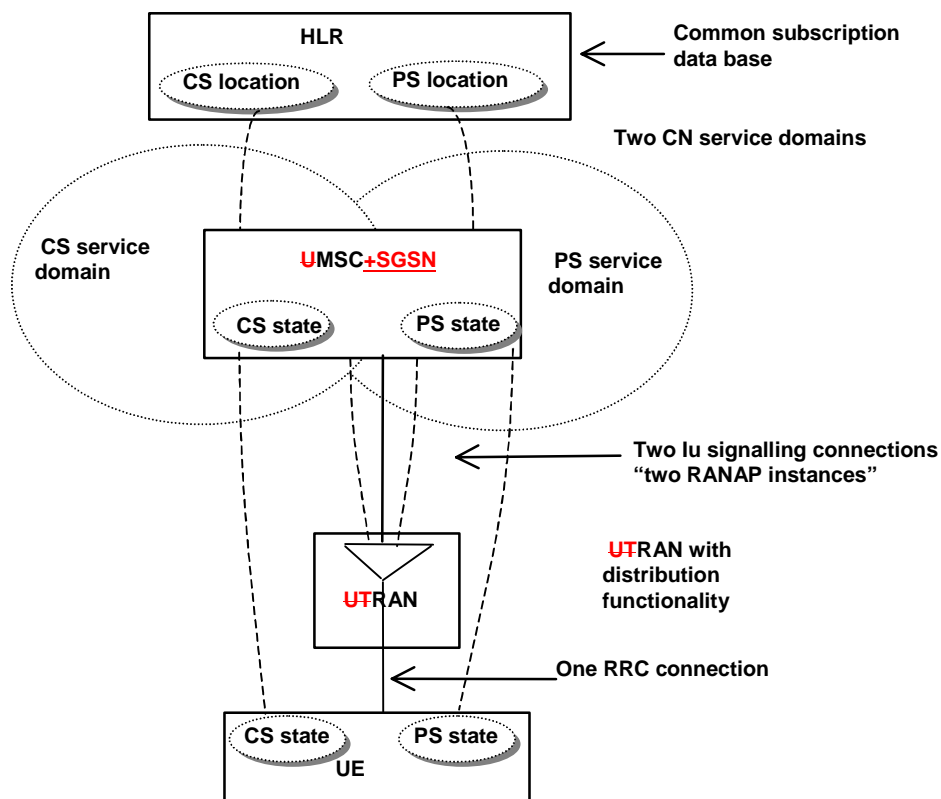 HLR
Common subscription
data base
CS location
PS location
Two CN service domains
CS service
domain
UMSC+SGSN
PS service
domain
CS state
PS state
Two Iu signalling connections
“two RANAP instances”
UTRAN with
distribution
functionality
UTRAN
One RRC connection
CS state
PS state
UE